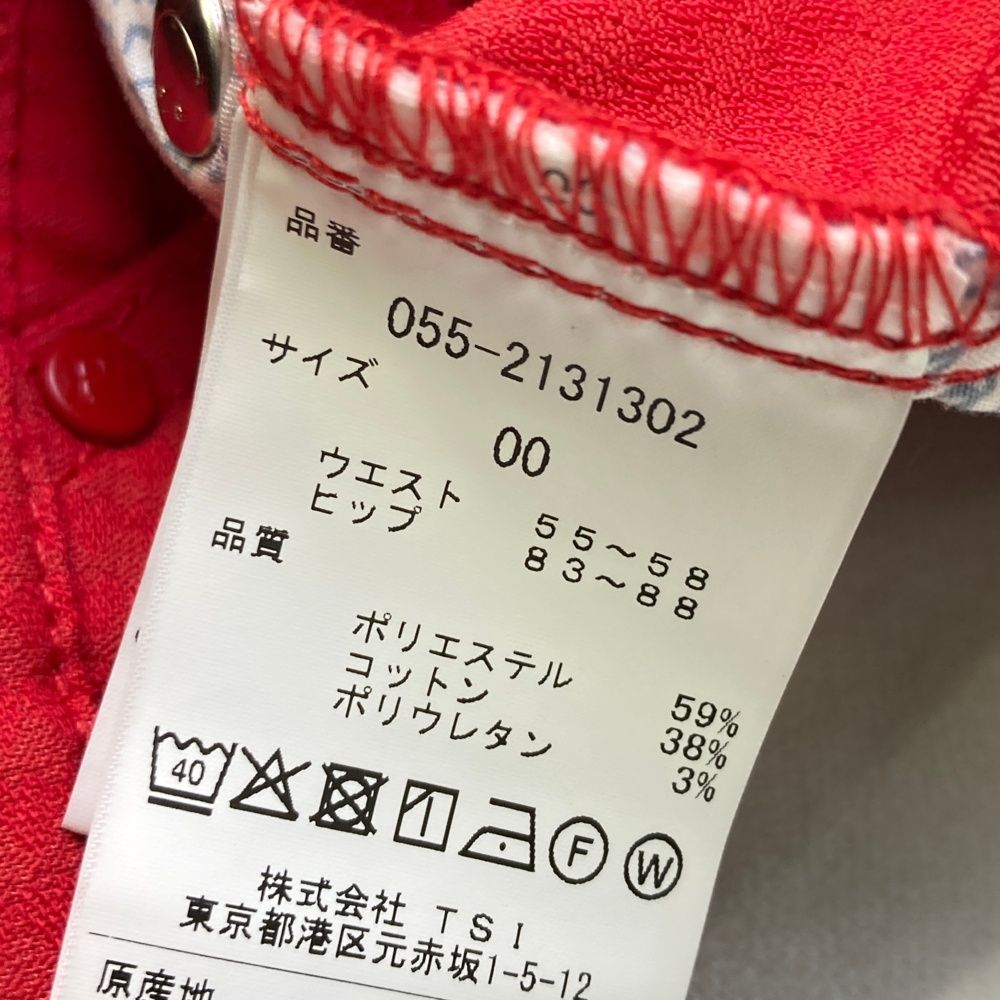 品番
055-2131302
サイズ
00
ウエスト 55~58
ヒップ 83~88
品質
ポリエステル 59%
コットン 38%
ポリウレタン 3%
40
F W
株式会社 TSI
東京都港区元赤坂1-5-12
原産地